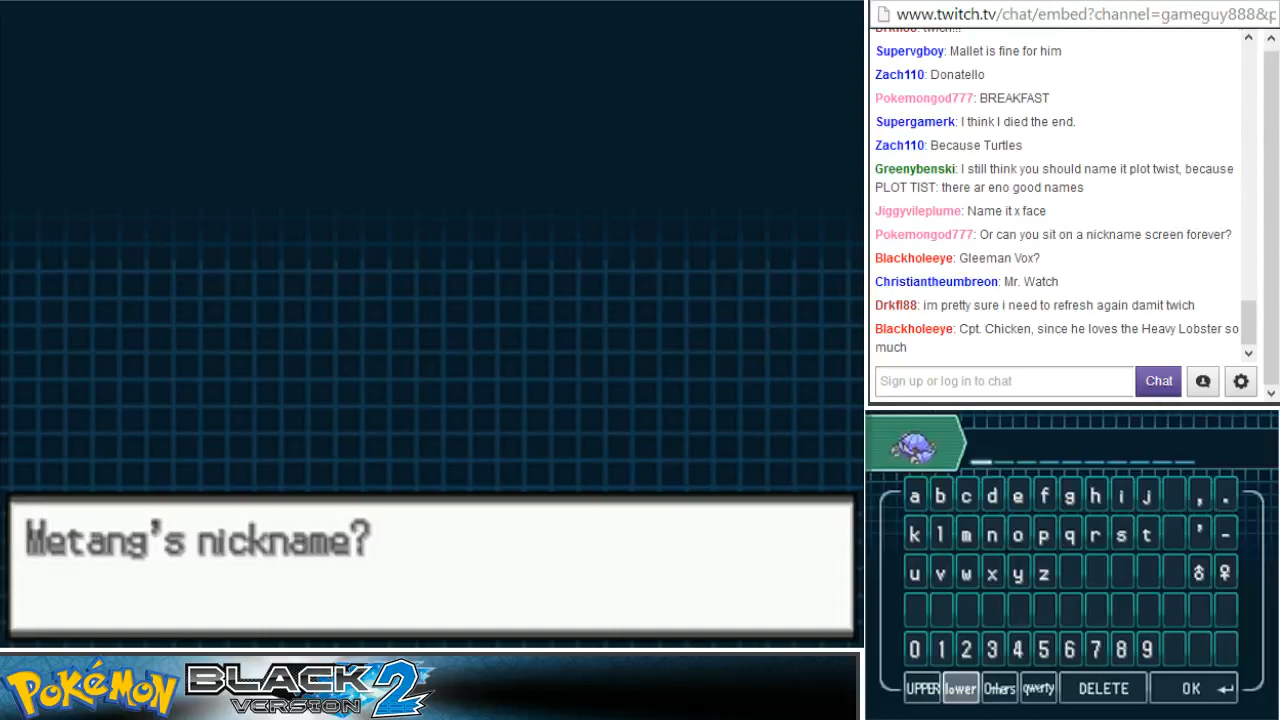 www.twitch.tv/chat/embed?channel=gameguy888&p
Drkfl88: twich!!!
Supervgboy: Mallet is fine for him
Zach110: Donatello
Pokemongod777: BREAKFAST
Supergamerk: I think I died the end.
Zach110: Because Turtles
Greenybenski: I still think you should name it plot twist, because
PLOT TIST: there ar eno good names
Jiggyvileplume: Name it x face
Pokemongod777: Or can you sit on a nickname screen forever?
Blackholeeye: Gleeman Vox?
Christiantheumbreon: Mr. Watch
Drkfl88: im pretty sure i need to refresh again damit twich
Blackholeeye: Cpt. Chicken, since he loves the Heavy Lobster so
much
Sign up or log in to chat
Chat
Metang's nickname?
a b c d e f g h i j , .
k l m n o p q r s t ' -
u v w x y z ♂ ♀
0 1 2 3 4 5 6 7 8 9
UPPER lower Others qwerty DELETE OK
POKéMON
BLACK 2
VERSION